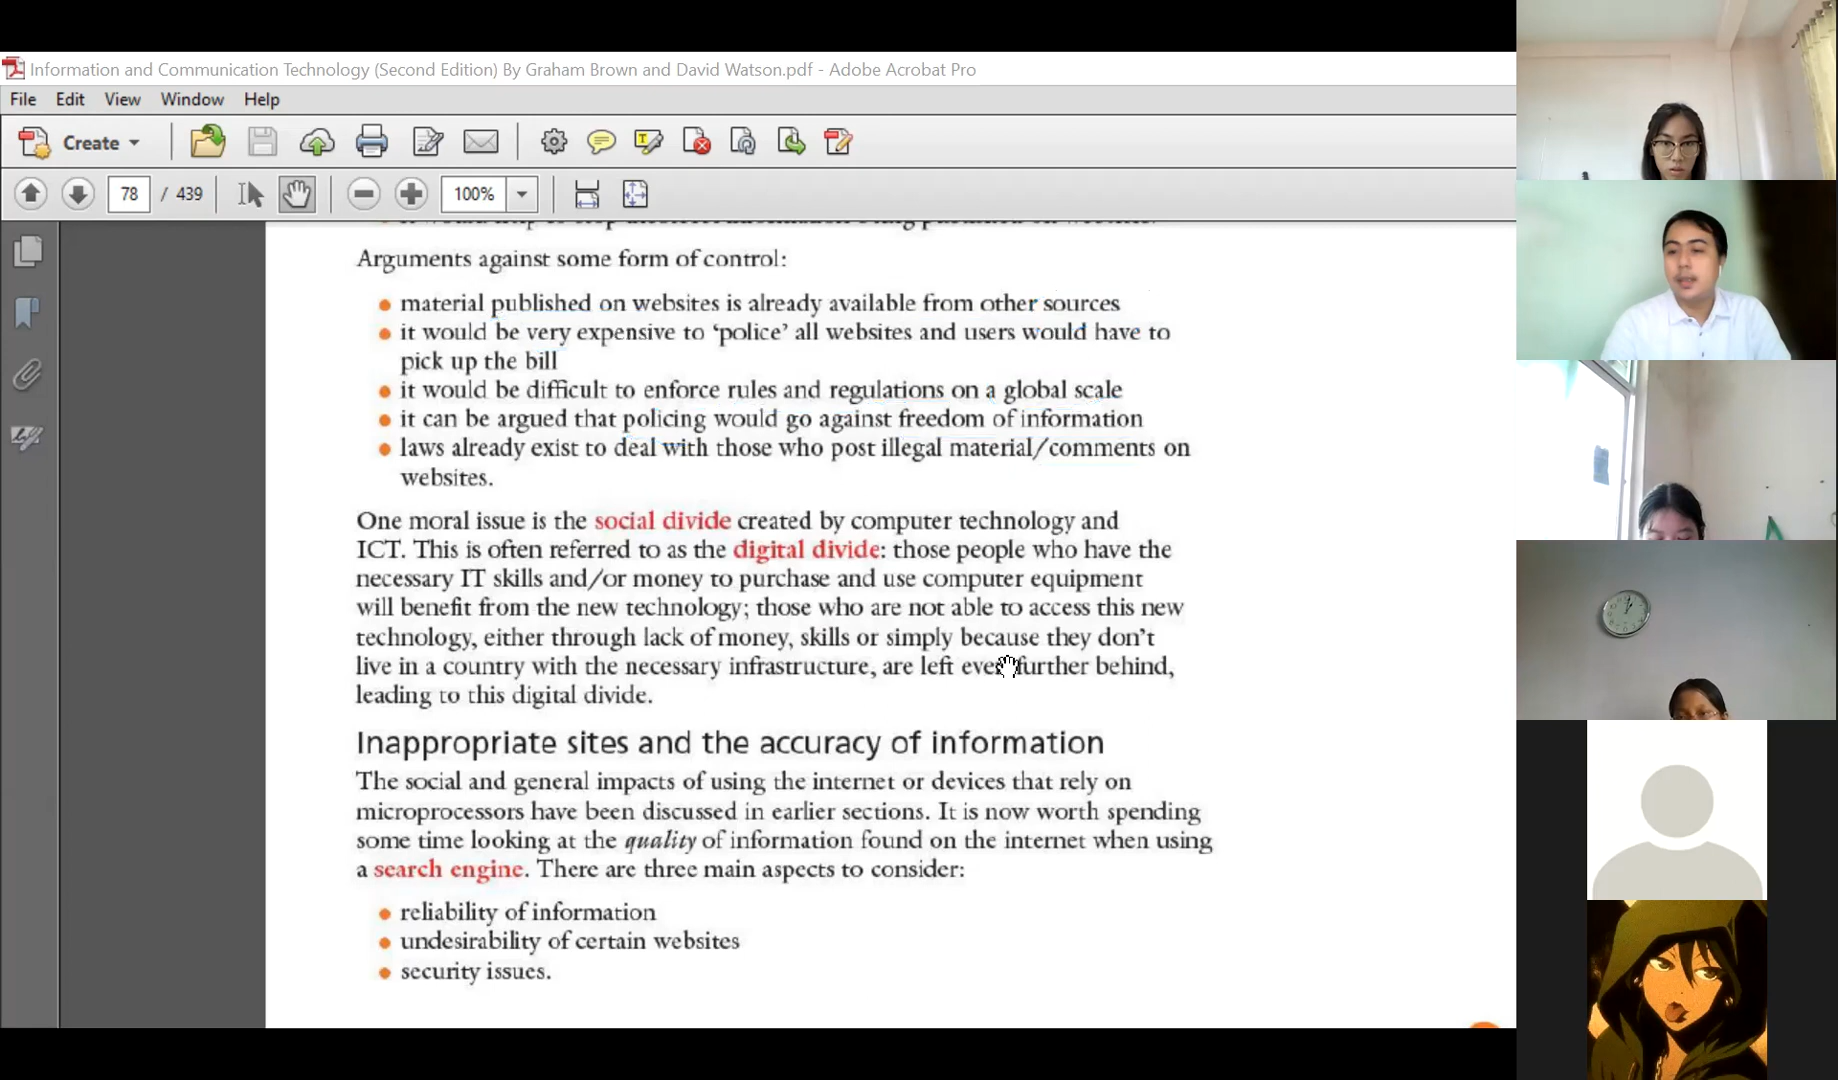 Information and Communication Technology (Second Edition) By Graham Brown and David Watson.pdf - Adobe Acrobat Pro
File Edit View Window Help
Create
78 / 439 100%
Arguments against some form of control:
• material published on websites is already available from other sources
• it would be very expensive to ‘police’ all websites and users would have to
pick up the bill
• it would be difficult to enforce rules and regulations on a global scale
• it can be argued that policing would go against freedom of information
• laws already exist to deal with those who post illegal material/comments on
websites.
One moral issue is the social divide created by computer technology and
ICT. This is often referred to as the digital divide: those people who have the
necessary IT skills and/or money to purchase and use computer equipment
will benefit from the new technology; those who are not able to access this new
technology, either through lack of money, skills or simply because they don’t
live in a country with the necessary infrastructure, are left even further behind,
leading to this digital divide.
Inappropriate sites and the accuracy of information
The social and general impacts of using the internet or devices that rely on
microprocessors have been discussed in earlier sections. It is now worth spending
some time looking at the quality of information found on the internet when using
a search engine. There are three main aspects to consider:
• reliability of information
• undesirability of certain websites
• security issues.